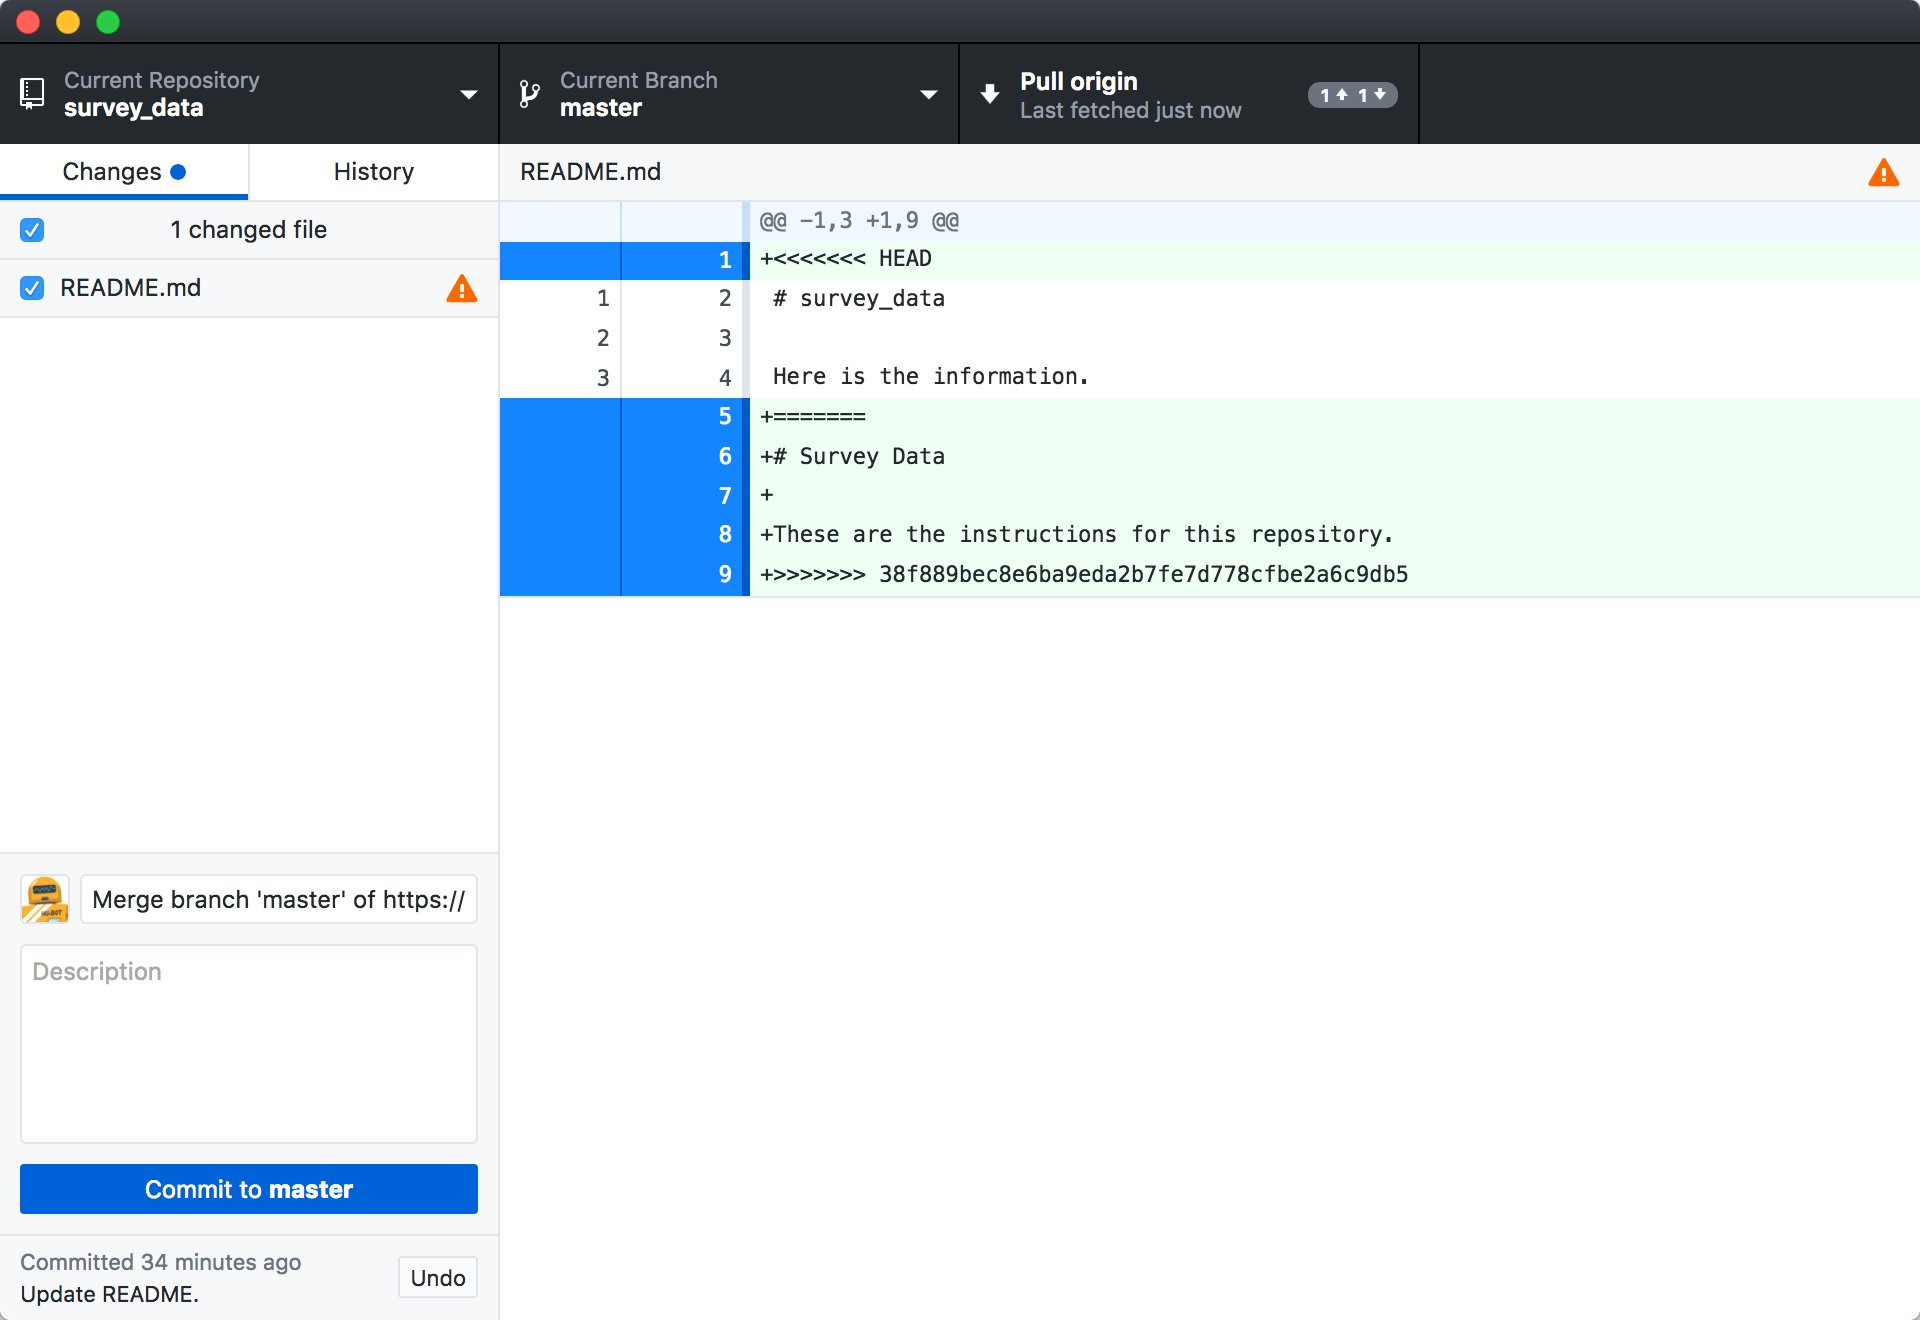 Current Repository
survey_data
Current Branch
master
Pull origin
Last fetched just now
1 1
Changes
History
README.md
1 changed file
README.md
@@ -1,3 +1,9 @@
1 +<<<<<<< HEAD
1 2 # survey_data
2 3
3 4 Here is the information.
5 +=======
6 +# Survey Data
7 +
8 +These are the instructions for this repository.
9 +>>>>>>> 38f889bec8e6ba9eda2b7fe7d778cfbe2a6c9db5
Merge branch 'master' of https://
Description
Commit to master
Committed 34 minutes ago
Update README.
Undo